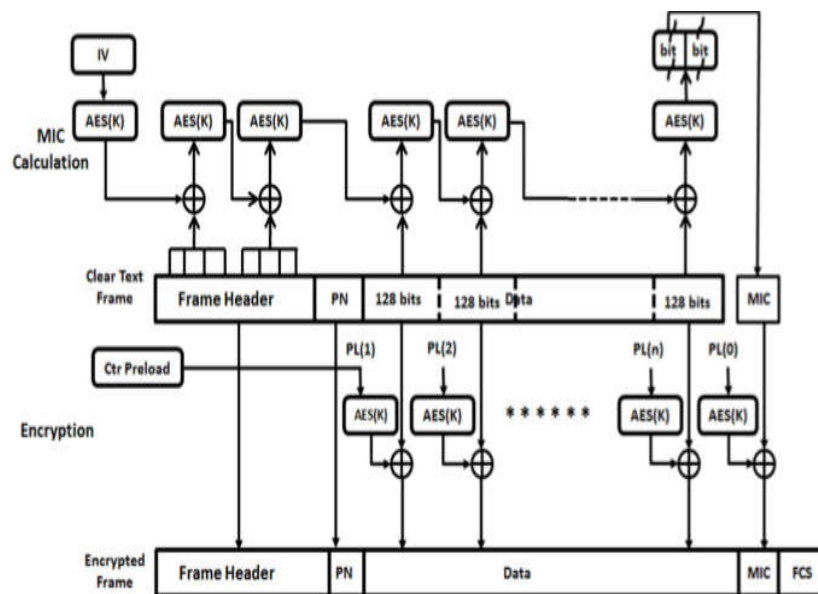 bit bit
IV
AES(K) AES(K) AES(K) AES(K) AES(K) AES(K)
MIC
Calculation
Clear Text
Frame
Frame Header PN 128 bits 128 bits Data 128 bits MIC
PL(1) PL(2) PL(n) PL(0)
Ctr Preload
AES(K) AES(K) * * * * * * AES(K) AES(K)
Encryption
Encrypted
Frame
Frame Header PN Data MIC FCS